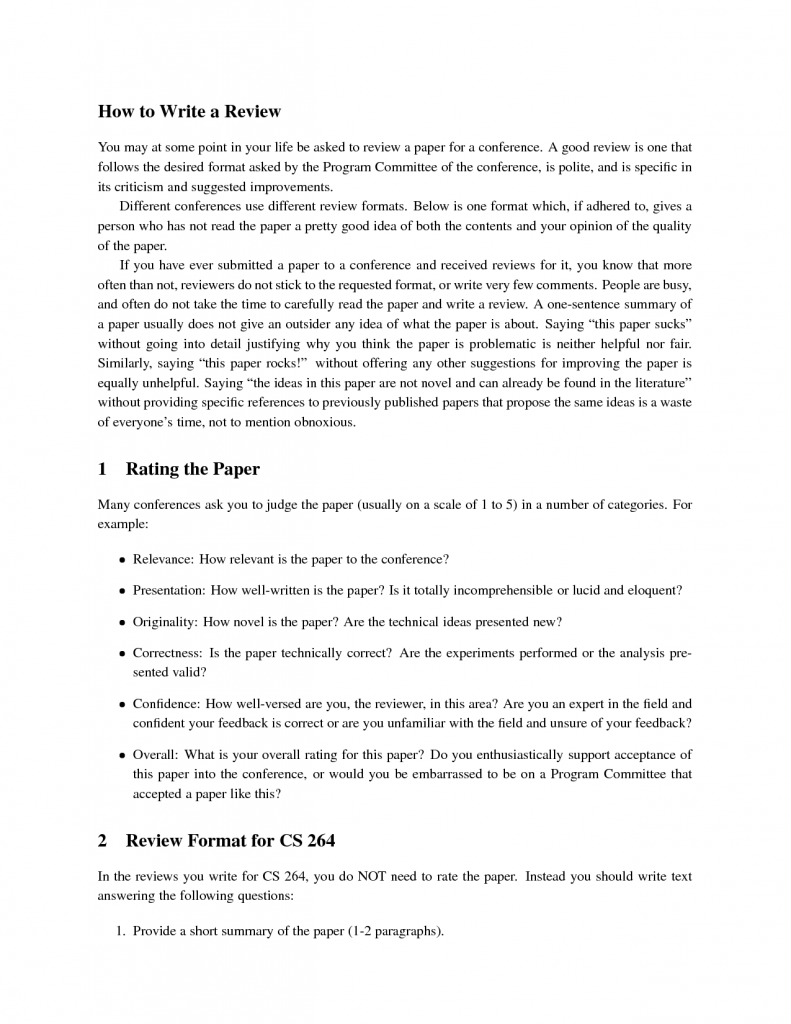 How to Write a Review
You may at some point in your life be asked to review a paper for a conference. A good review is one that
follows the desired format asked by the Program Committee of the conference, is polite, and is specific in
its criticism and suggested improvements.
Different conferences use different review formats. Below is one format which, if adhered to, gives a
person who has not read the paper a pretty good idea of both the contents and your opinion of the quality
of the paper.
If you have ever submitted a paper to a conference and received reviews for it, you know that more
often than not, reviewers do not stick to the requested format, or write very few comments. People are busy,
and often do not take the time to carefully read the paper and write a review. A one-sentence summary of
a paper usually does not give an outsider any idea of what the paper is about. Saying “this paper sucks”
without going into detail justifying why you think the paper is problematic is neither helpful nor fair.
Similarly, saying “this paper rocks!” without offering any other suggestions for improving the paper is
equally unhelpful. Saying “the ideas in this paper are not novel and can already be found in the literature”
without providing specific references to previously published papers that propose the same ideas is a waste
of everyone’s time, not to mention obnoxious.
1 Rating the Paper
Many conferences ask you to judge the paper (usually on a scale of 1 to 5) in a number of categories. For
example:
• Relevance: How relevant is the paper to the conference?
• Presentation: How well-written is the paper? Is it totally incomprehensible or lucid and eloquent?
• Originality: How novel is the paper? Are the technical ideas presented new?
• Correctness: Is the paper technically correct? Are the experiments performed or the analysis pre-
sented valid?
• Confidence: How well-versed are you, the reviewer, in this area? Are you an expert in the field and
confident your feedback is correct or are you unfamiliar with the field and unsure of your feedback?
• Overall: What is your overall rating for this paper? Do you enthusiastically support acceptance of
this paper into the conference, or would you be embarrassed to be on a Program Committee that
accepted a paper like this?
2 Review Format for CS 264
In the reviews you write for CS 264, you do NOT need to rate the paper. Instead you should write text
answering the following questions:
1. Provide a short summary of the paper (1-2 paragraphs).